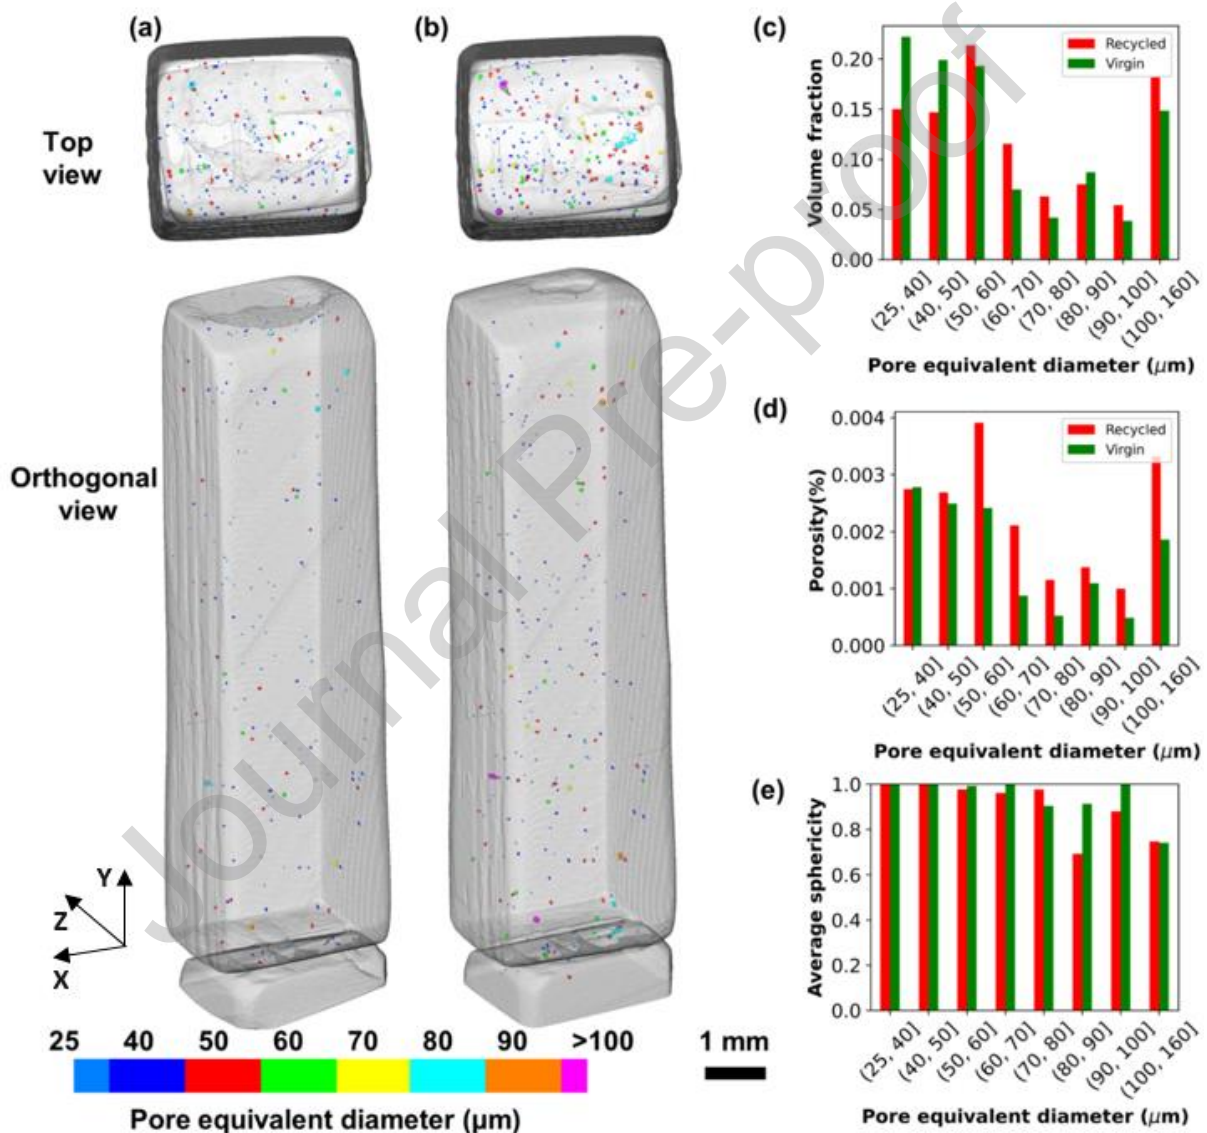 (a)
(b)
Top
view
Orthogonal
view
Y
Z
X
25 40 50 60 70 80 90 >100
Pore equivalent diameter (µm)
1 mm
(c)
Recycled
Virgin
Volume fraction
0.20
0.15
0.10
0.05
0.00
(25, 40]
(40, 50]
(50, 60]
(60, 70]
(70, 80]
(80, 90]
(90, 100]
(100, 160]
Pore equivalent diameter (µm)
(d)
Recycled
Virgin
Porosity(%)
0.004
0.003
0.002
0.001
0.000
(25, 40]
(40, 50]
(50, 60]
(60, 70]
(70, 80]
(80, 90]
(90, 100]
(100, 160]
Pore equivalent diameter (µm)
(e)
Average sphericity
1.0
0.8
0.6
0.4
0.2
0.0
(25, 40]
(40, 50]
(50, 60]
(60, 70]
(70, 80]
(80, 90]
(90, 100]
(100, 160]
Pore equivalent diameter (µm)
Journal Pre-proof